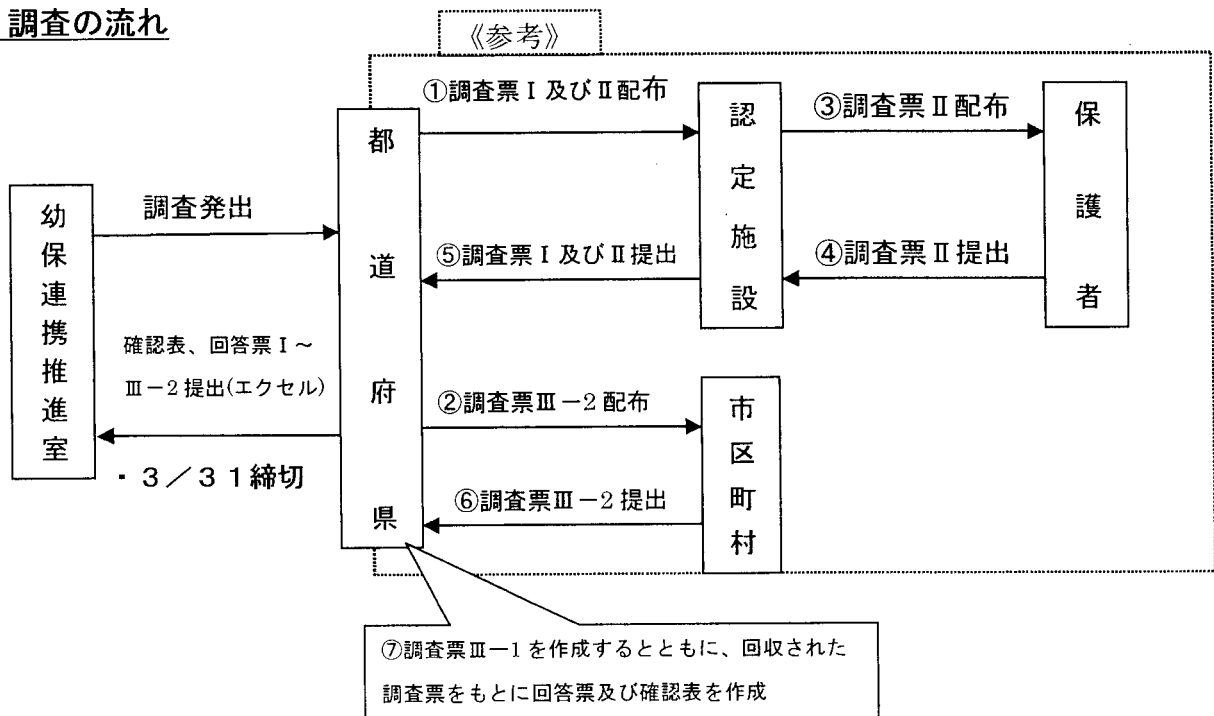 調査の流れ
《参考》
①調査票Ⅰ及びⅡ配布
③調査票Ⅱ配布
都道府県
認定施設
保護者
幼保連携推進室
調査発出
⑤調査票Ⅰ及びⅡ提出
④調査票Ⅱ提出
確認表、回答票Ⅰ～
Ⅲ－2提出(エクセル)
②調査票Ⅲ－2配布
市区町村
・3／31締切
⑥調査票Ⅲ－2提出
⑦調査票Ⅲ－1を作成するとともに、回収された
調査票をもとに回答票及び確認表を作成